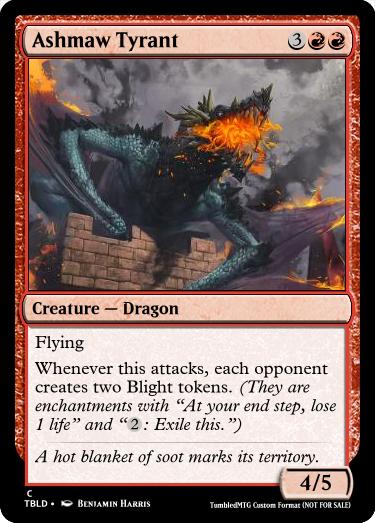 Ashmaw Tyrant 3
Creature — Dragon
Flying
Whenever this attacks, each opponent
creates two Blight tokens. (They are
enchantments with “At your end step, lose
1 life” and “2: Exile this.”)
A hot blanket of soot marks its territory.
4/5
C
TBLD • Benjamin Harris
TumbledMTG Custom Format (NOT FOR SALE)